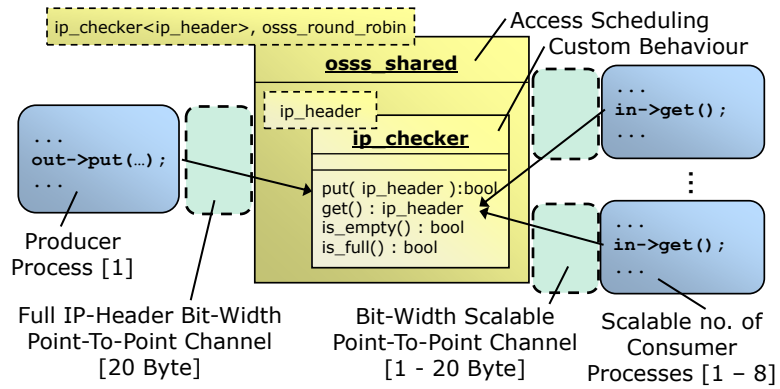 ip_checker<ip_header>, osss_round_robin
Access Scheduling
Custom Behaviour
osss_shared
ip_header
ip_checker
put( ip_header ):bool
get() : ip_header
is_empty() : bool
is_full() : bool
...
out->put(…);
...
Producer
Process [1]
...
in->get();
...
⋮
...
in->get();
...
Full IP-Header Bit-Width
Point-To-Point Channel
[20 Byte]
Bit-Width Scalable
Point-To-Point Channel
[1 - 20 Byte]
Scalable no. of
Consumer
Processes [1 – 8]